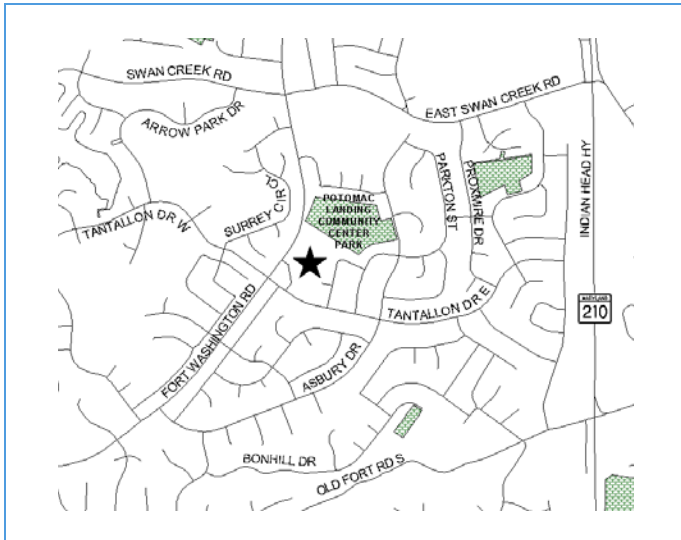 SWAN CREEK RD
EAST SWAN CREEK RD
ARROW PARK DR
INDIAN HEAD HY
PARKTON ST
PROXMIRE DR
SURREY CIR CL
POTOMAC
LANDING
COMMUNITY
CENTER
PARK
TANTALLON DR W
MARYLAND
210
TANTALLON DR E
FORT WASHINGTON RD
ASBURY DR
BONHILL DR
OLD FORT RD S